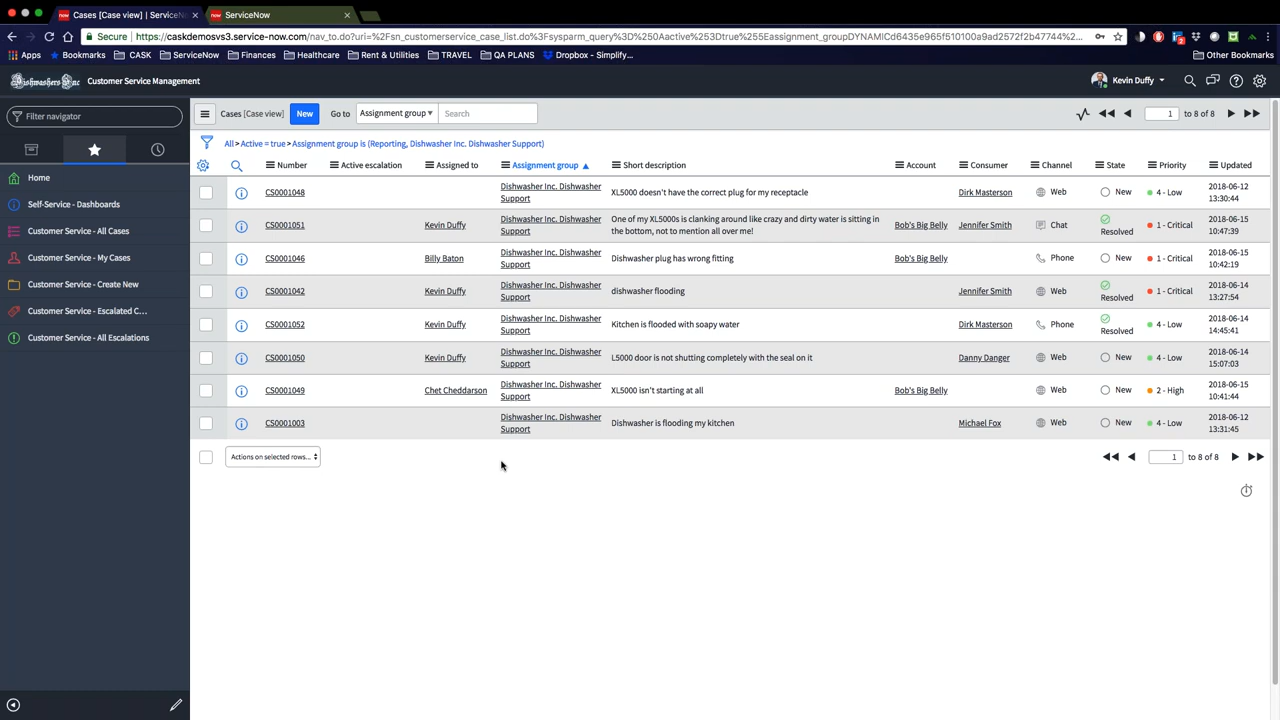 Cases [Case view] | ServiceN
ServiceNow
Secure
https://caskdemosvs3.service-now.com/nav_to.do?uri=%2Fsn_customerservice_case_list.do%3Fsysparm_query%3D%250Aactive%253Dtrue%255Eassignment_groupDYNAMICd6435e965f510100a9ad2572f2b47744%2...
Apps
Bookmarks
CASK
ServiceNow
Finances
Healthcare
Rent & Utilities
TRAVEL
QA PLANS
Dropbox - Simplify...
Other Bookmarks
Dishwashers Inc.
Customer Service Management
Kevin Duffy
Filter navigator
Home
Self-Service - Dashboards
Customer Service - All Cases
Customer Service - My Cases
Customer Service - Create New
Customer Service - Escalated C...
Customer Service - All Escalations
Cases [Case view]
New
Go to
Assignment group
Search
1 to 8 of 8
All > Active = true > Assignment group is (Reporting, Dishwasher Inc. Dishwasher Support)
Number Active escalation Assigned to Assignment group Short description Account Consumer Channel State Priority Updated
CS0001048 Dishwasher Inc. Dishwasher Support XL5000 doesn't have the correct plug for my receptacle Dirk Masterson Web New 4 - Low 2018-06-12 13:30:44
CS0001051 Kevin Duffy Dishwasher Inc. Dishwasher Support One of my XL5000s is clanking around like crazy and dirty water is sitting in the bottom, not to mention all over me! Bob's Big Belly Jennifer Smith Chat Resolved 1 - Critical 2018-06-15 10:47:39
CS0001046 Billy Baton Dishwasher Inc. Dishwasher Support Dishwasher plug has wrong fitting Bob's Big Belly Phone New 1 - Critical 2018-06-15 10:42:19
CS0001042 Kevin Duffy Dishwasher Inc. Dishwasher Support dishwasher flooding Jennifer Smith Web Resolved 1 - Critical 2018-06-14 13:27:54
CS0001052 Kevin Duffy Dishwasher Inc. Dishwasher Support Kitchen is flooded with soapy water Dirk Masterson Phone Resolved 4 - Low 2018-06-14 14:45:41
CS0001050 Kevin Duffy Dishwasher Inc. Dishwasher Support L5000 door is not shutting completely with the seal on it Danny Danger Web New 4 - Low 2018-06-14 15:07:03
CS0001049 Chet Cheddarson Dishwasher Inc. Dishwasher Support XL5000 isn't starting at all Bob's Big Belly Web New 2 - High 2018-06-15 10:41:44
CS0001003 Dishwasher Inc. Dishwasher Support Dishwasher is flooding my kitchen Michael Fox Web New 4 - Low 2018-06-12 13:31:45
Actions on selected rows...
1 to 8 of 8